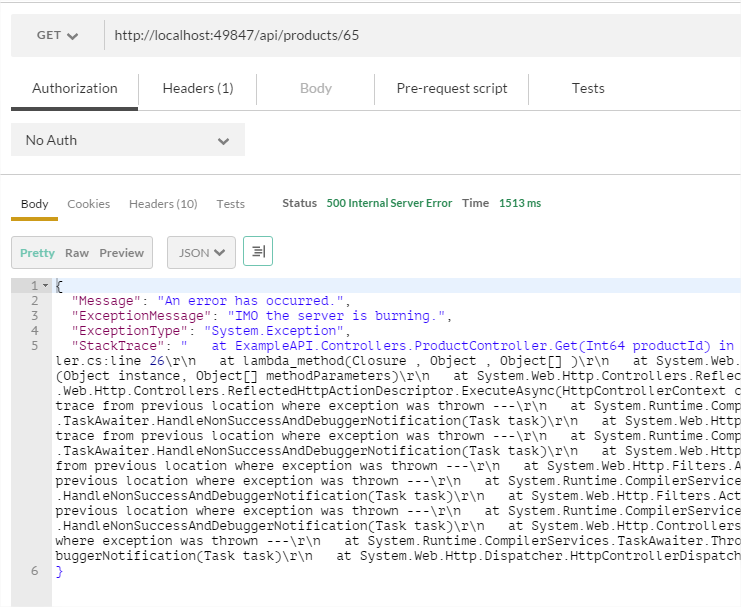 GET http://localhost:49847/api/products/65
Authorization Headers (1) Body Pre-request script Tests
No Auth
Body Cookies Headers (10) Tests Status 500 Internal Server Error Time 1513 ms
Pretty Raw Preview JSON
1 {
2 "Message": "An error has occurred.",
3 "ExceptionMessage": "IMO the server is burning.",
4 "ExceptionType": "System.Exception",
5 "StackTrace": "   at ExampleAPI.Controllers.ProductController.Get(Int64 productId) in
ler.cs:line 26\r\n   at lambda_method(Closure , Object , Object[] )\r\n   at System.Web.
(Object instance, Object[] methodParameters)\r\n   at System.Web.Http.Controllers.Reflec
.Web.Http.Controllers.ReflectedHttpActionDescriptor.ExecuteAsync(HttpControllerContext c
trace from previous location where exception was thrown ---\r\n   at System.Runtime.Comp
.TaskAwaiter.HandleNonSuccessAndDebuggerNotification(Task task)\r\n   at System.Web.Http
trace from previous location where exception was thrown ---\r\n   at System.Runtime.Comp
.TaskAwaiter.HandleNonSuccessAndDebuggerNotification(Task task)\r\n   at System.Web.Http
from previous location where exception was thrown ---\r\n   at System.Web.Http.Filters.A
previous location where exception was thrown ---\r\n   at System.Runtime.CompilerService
.HandleNonSuccessAndDebuggerNotification(Task task)\r\n   at System.Web.Http.Filters.Act
previous location where exception was thrown ---\r\n   at System.Runtime.CompilerService
.HandleNonSuccessAndDebuggerNotification(Task task)\r\n   at System.Web.Http.Controllers
where exception was thrown ---\r\n   at System.Runtime.CompilerServices.TaskAwaiter.Thro
buggerNotification(Task task)\r\n   at System.Web.Http.Dispatcher.HttpControllerDispatch
6 }